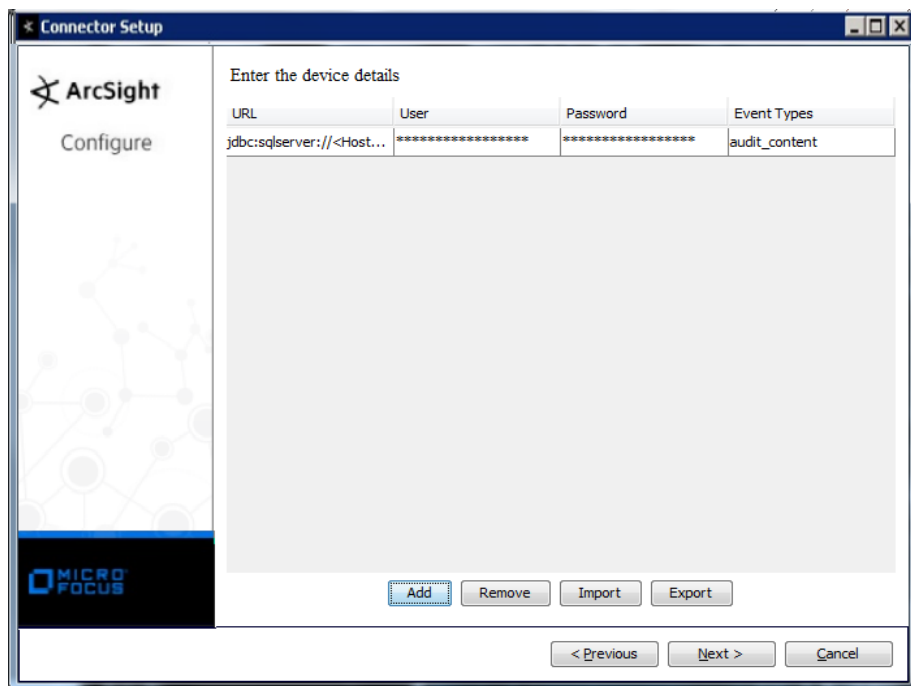 Connector Setup
ArcSight
Configure
Enter the device details
URL User Password Event Types
jdbc:sqlserver://<Host... ***************** ***************** audit_content
MICRO
FOCUS
Add Remove Import Export
< Previous Next > Cancel